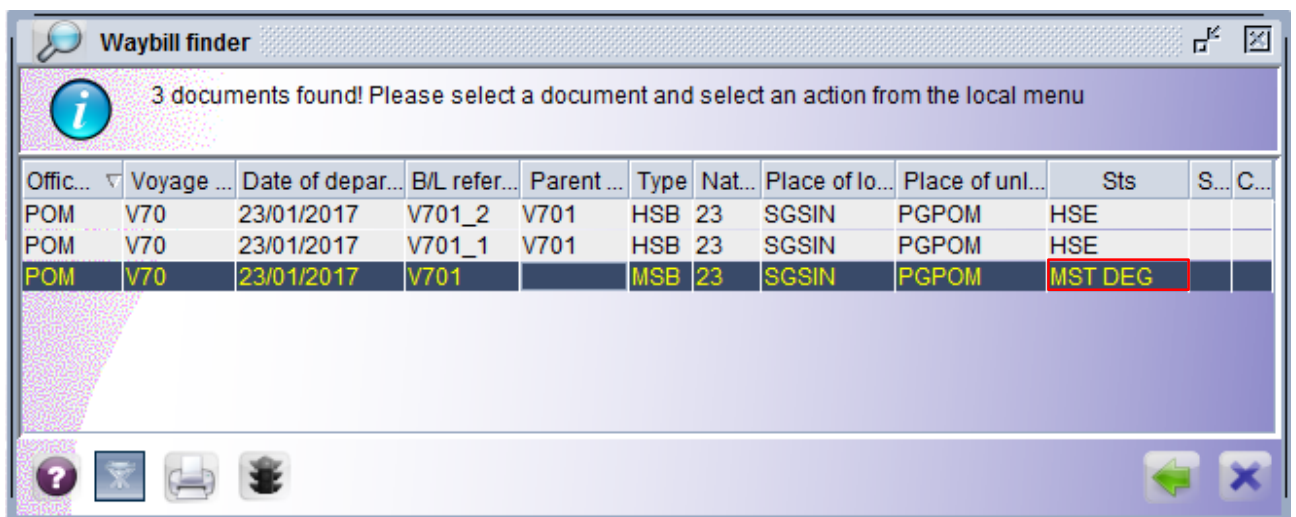 Waybill finder
3 documents found! Please select a document and select an action from the local menu
Offic... Voyage ... Date of depar... B/L refer... Parent ... Type Nat... Place of lo... Place of unl... Sts S... C...
POM V70 23/01/2017 V701_2 V701 HSB 23 SGSIN PGPOM HSE
POM V70 23/01/2017 V701_1 V701 HSB 23 SGSIN PGPOM HSE
POM V70 23/01/2017 V701 MSB 23 SGSIN PGPOM MST DEG